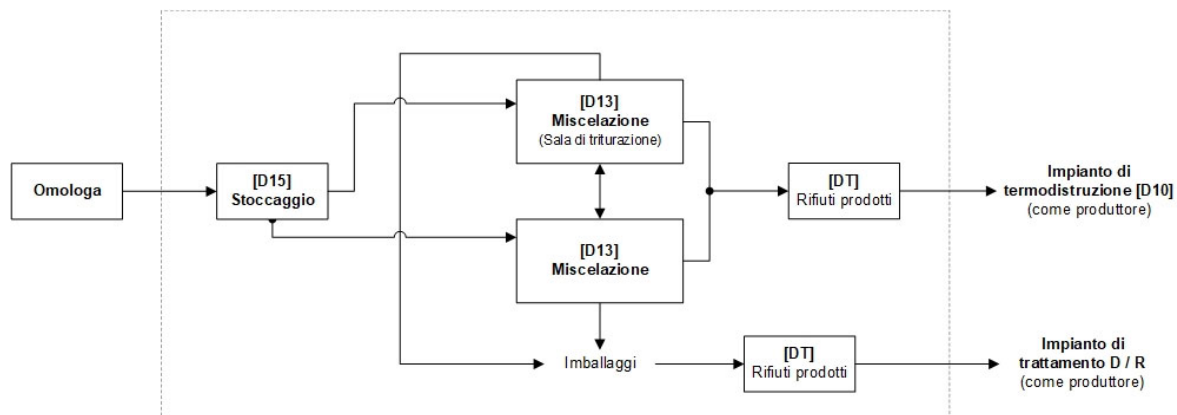 [D13]
Miscelazione
(Sala di triturazione)
Omologa
[D15]
Stoccaggio
[DT]
Rifiuti prodotti
Impianto di
termodistruzione [D10]
(come produttore)
[D13]
Miscelazione
Imballaggi
[DT]
Rifiuti prodotti
Impianto di
trattamento D / R
(come produttore)